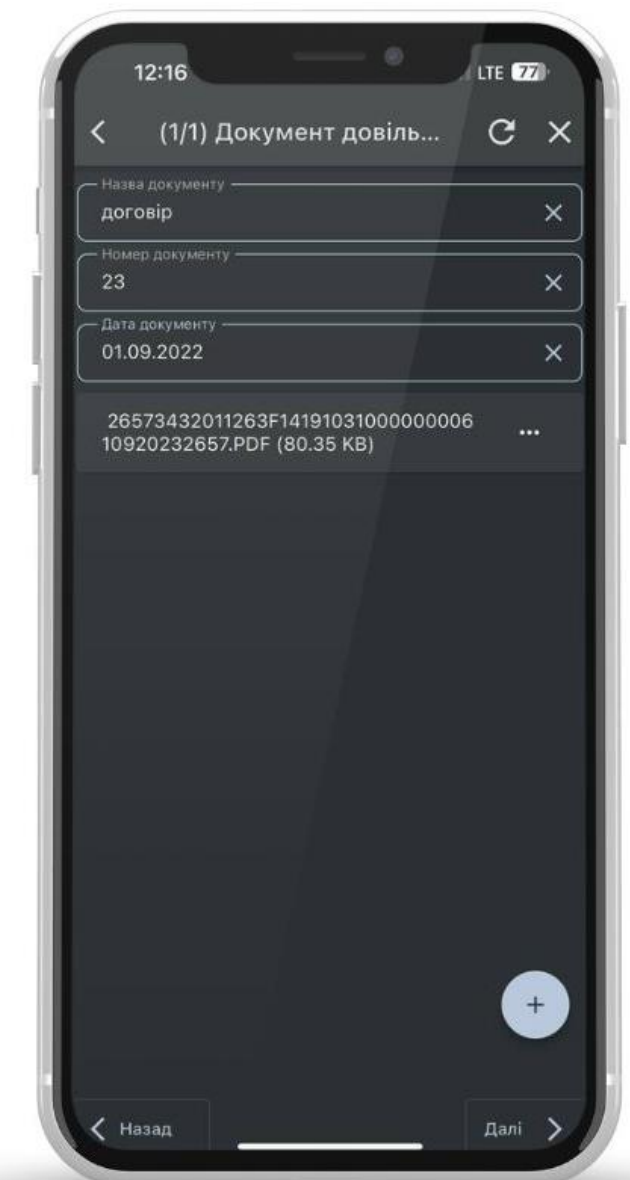 12:16 LTE 77
(1/1) Документ довіль...
Назва документу
договір
Номер документу
23
Дата документу
01.09.2022
26573432011263F14191031000000006
10920232657.PDF (80.35 KB)
Назад Далі